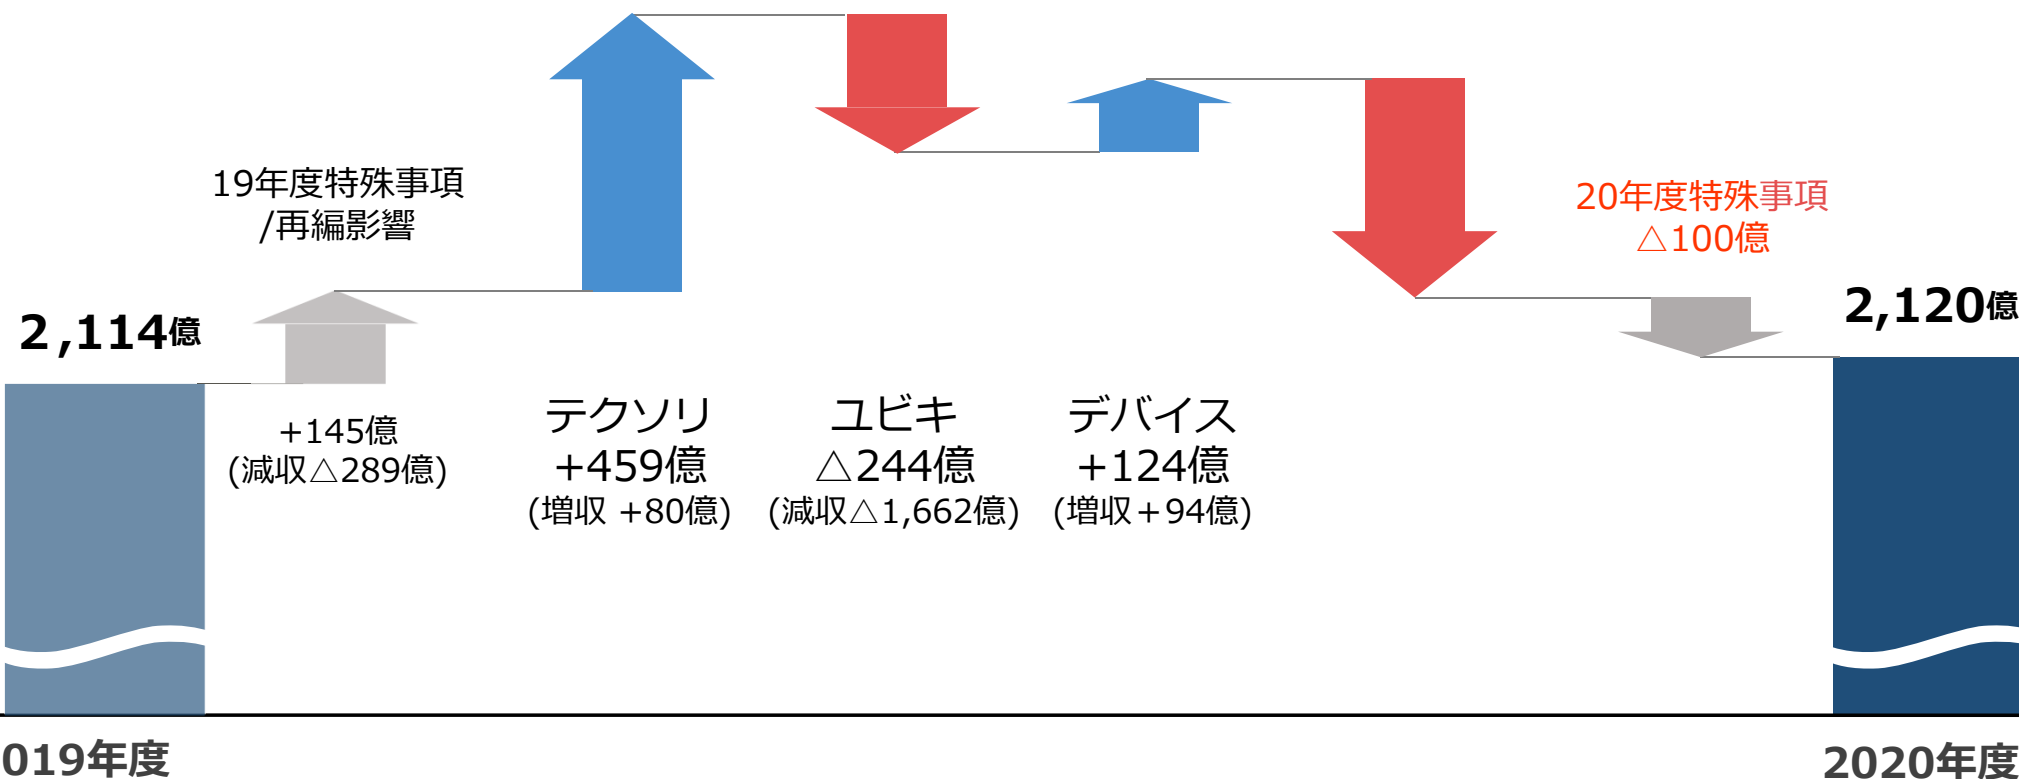 19年度特殊事項
/再編影響
20年度特殊事項
△100億
2,114億
2,120億
+145億
(減収△289億)
テクソリ
+459億
(増収 +80億)
ユビキ
△244億
(減収△1,662億)
デバイス
+124億
(増収+94億)
019年度
2020年度